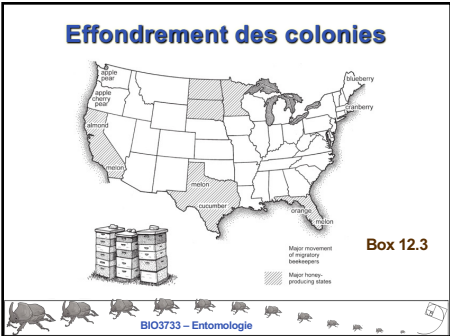 Effondrement des colonies
apple
pear
apple
cherry
pear
almond
melon
melon
cucumber
orange
melon
blueberry
cranberry
Major movement
of migratory
beekeepers
Major honey-
producing states
Box 12.3
BIO3733 – Entomologie